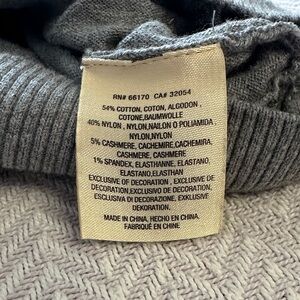 RN# 66170 CA# 32054
54% COTTON, COTON, ALGODON ,
COTONE,BAUMWOLLE
40% NYLON , NYLON,NAILON O POLIAMIDA ,
NYLON, NYLON
5% CASHMERE, CACHEMIRE,CACHEMIRA,
CASHMERE, CASHMERE
1% SPANDEX, ELASTHANNE, ELASTANO,
ELASTANO,ELASTHAN
EXCLUSIVE OF DECORATION , EXCLUSIVE DE
DECORATION,EXCLUSIVO DE DECORATION,
ESCLUSIVA DI DECORAZIONE, EXKLUSIVE
DEKORATION.
MADE IN CHINA, HECHO EN CHINA.
FABRIQUÉ EN CHINE